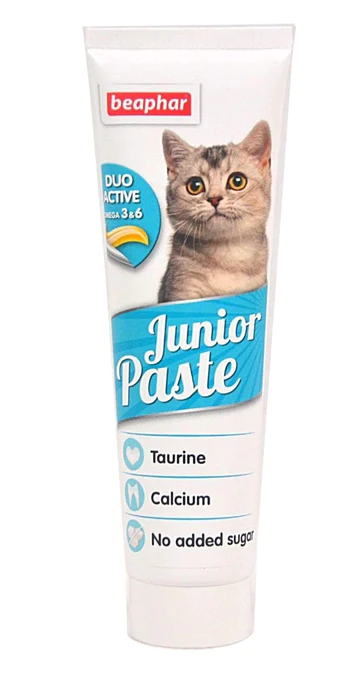 beaphar
DUO
ACTIVE
OMEGA 3&6
Junior
Paste
Taurine
Calcium
No added sugar